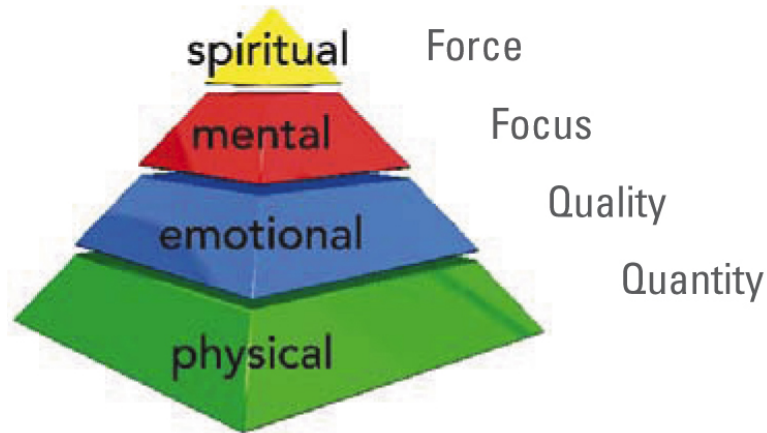 spiritual Force
mental Focus
emotional Quality
physical Quantity